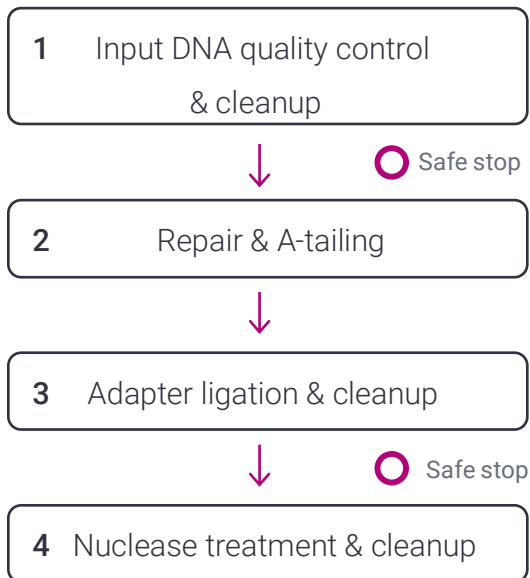 1 Input DNA quality control
& cleanup
Safe stop
2 Repair & A-tailing
3 Adapter ligation & cleanup
Safe stop
4 Nuclease treatment & cleanup